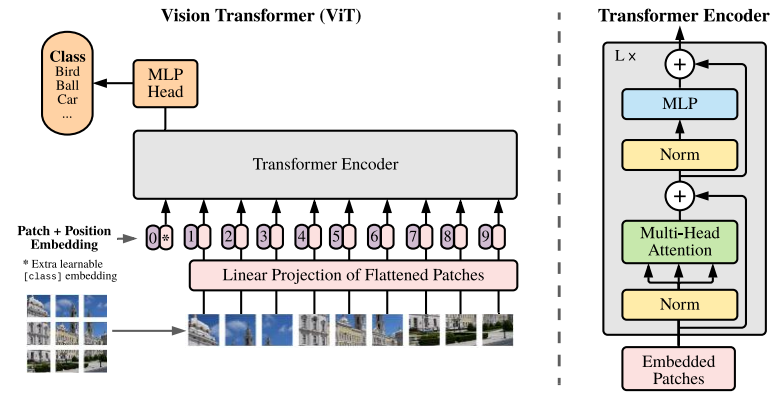 Vision Transformer (ViT)
Class
Bird
Ball
Car
...
MLP
Head
Transformer Encoder
Patch + Position
Embedding
* Extra learnable
[class] embedding
0 * 1 2 3 4 5 6 7 8 9
Linear Projection of Flattened Patches
Transformer Encoder
L x
+
MLP
Norm
+
Multi-Head
Attention
Norm
Embedded
Patches